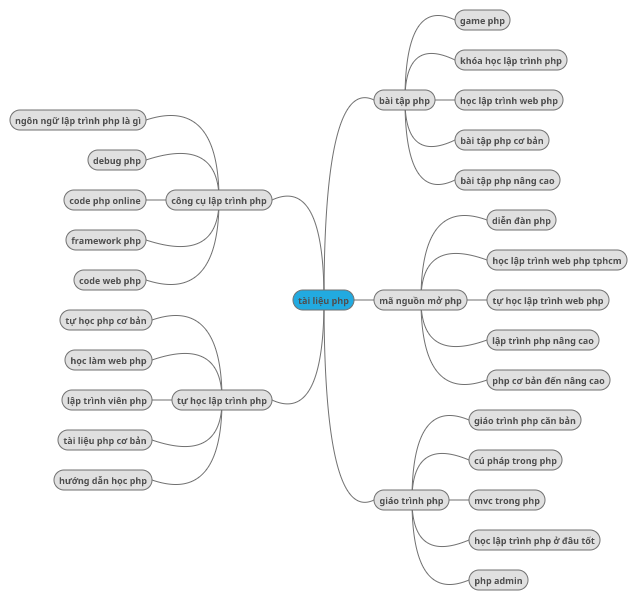 tài liệu php
bài tập php
game php
khóa học lập trình php
học lập trình web php
bài tập php cơ bản
bài tập php nâng cao
mã nguồn mở php
diễn đàn php
học lập trình web php tphcm
tự học lập trình web php
lập trình php nâng cao
php cơ bản đến nâng cao
giáo trình php
giáo trình php căn bản
cú pháp trong php
mvc trong php
học lập trình php ở đâu tốt
php admin
công cụ lập trình php
ngôn ngữ lập trình php là gì
debug php
code php online
framework php
code web php
tự học lập trình php
tự học php cơ bản
học làm web php
lập trình viên php
tài liệu php cơ bản
hướng dẫn học php